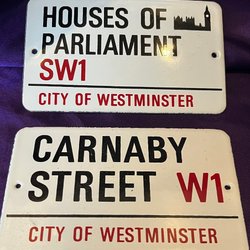 HOUSES OF
PARLIAMENT
SW1
CITY OF WESTMINSTER
CARNABY
STREET W1
CITY OF WESTMINSTER